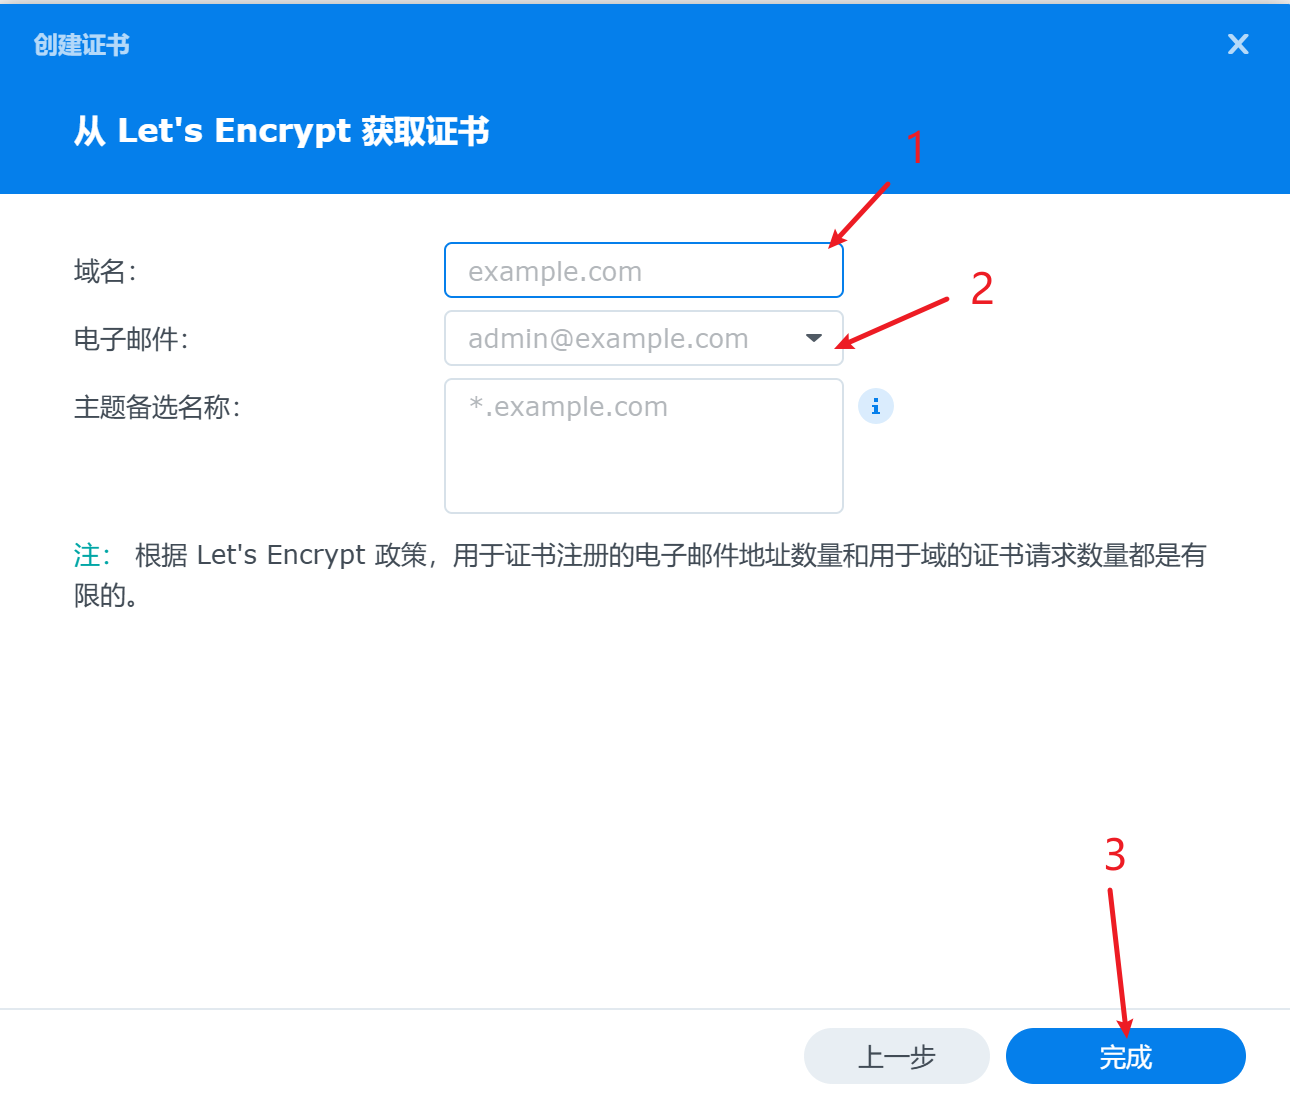 创建证书
从 Let's Encrypt 获取证书
1
域名:
example.com
2
电子邮件:
admin@example.com
主题备选名称:
*.example.com
注: 根据 Let's Encrypt 政策，用于证书注册的电子邮件地址数量和用于域的证书请求数量都是有
限的。
3
上一步
完成